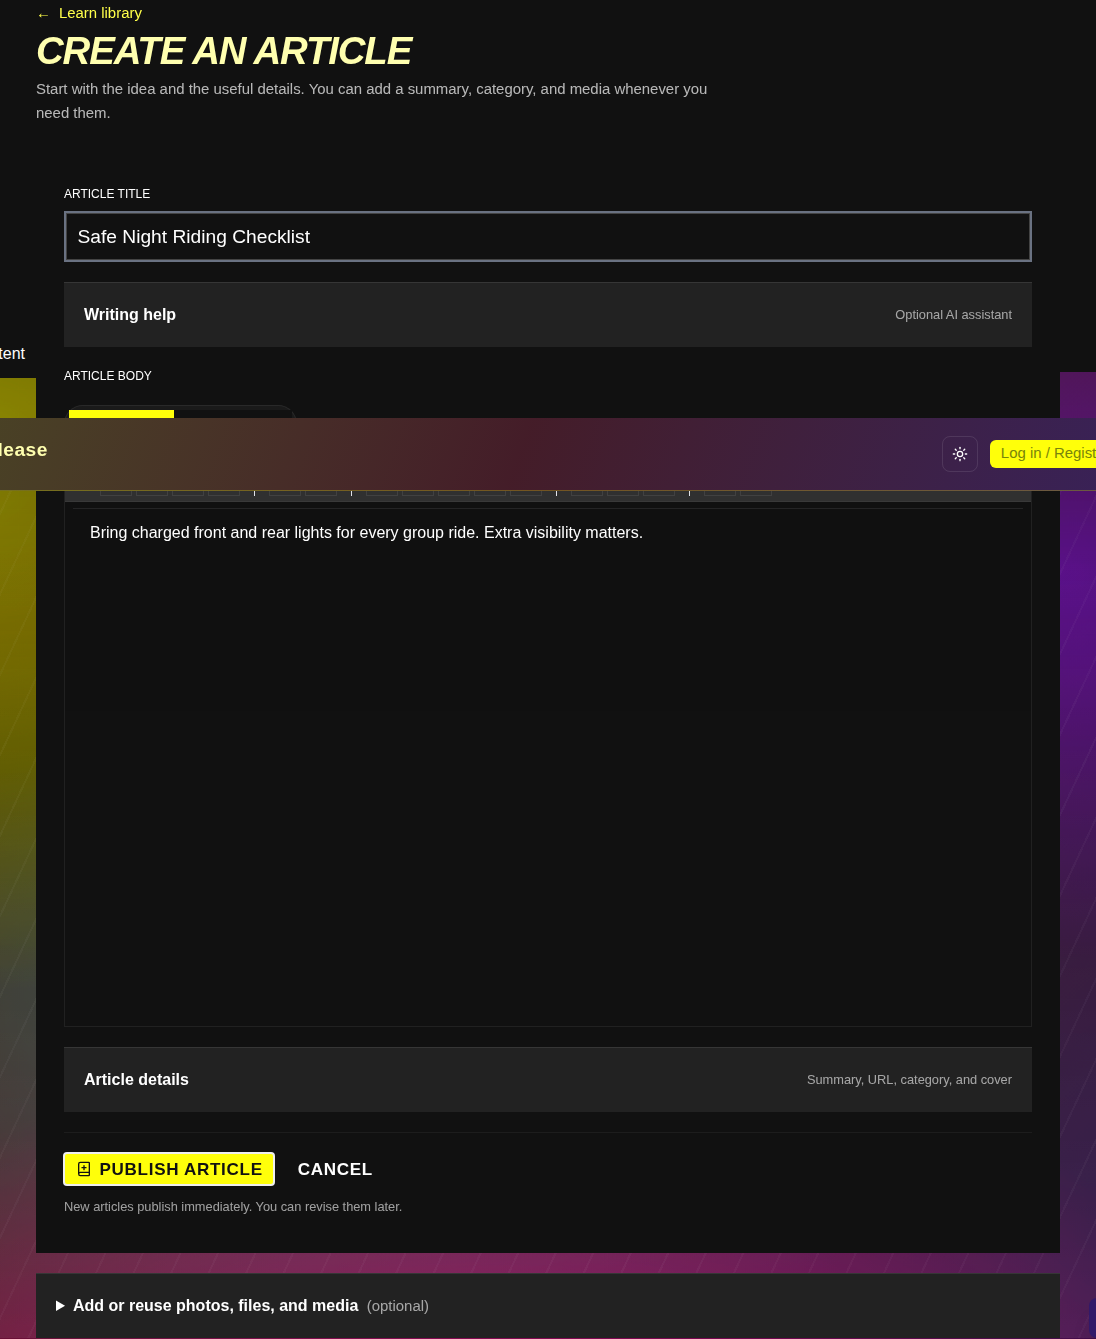 ← Learn library
CREATE AN ARTICLE
Start with the idea and the useful details. You can add a summary, category, and media whenever you
need them.
ARTICLE TITLE
Safe Night Riding Checklist
Writing help
Optional AI assistant
tent
ARTICLE BODY
lease
Log in / Regist
Bring charged front and rear lights for every group ride. Extra visibility matters.
Article details
Summary, URL, category, and cover
PUBLISH ARTICLE
CANCEL
New articles publish immediately. You can revise them later.
Add or reuse photos, files, and media (optional)